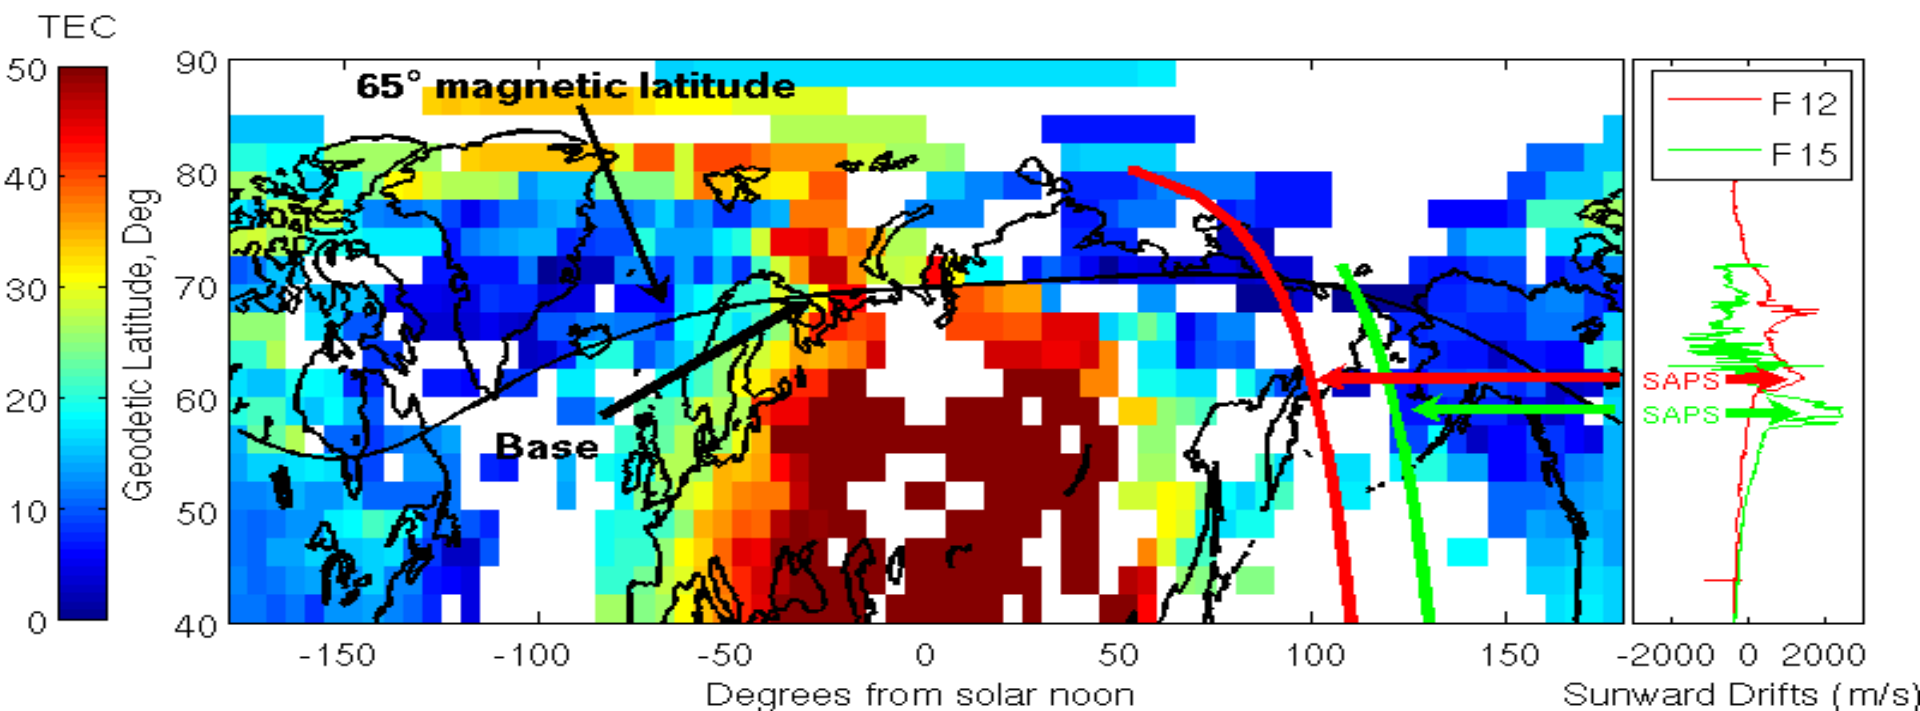 TEC
50
40
30
20
10
0
Geodetic Latitude, Deg
90
80
70
60
50
40
65° magnetic latitude
Base
-150 -100 -50 0 50 100 150
Degrees from solar noon
F12
F15
SAPS
SAPS
-2000 0 2000
Sunward Drifts (m/s)